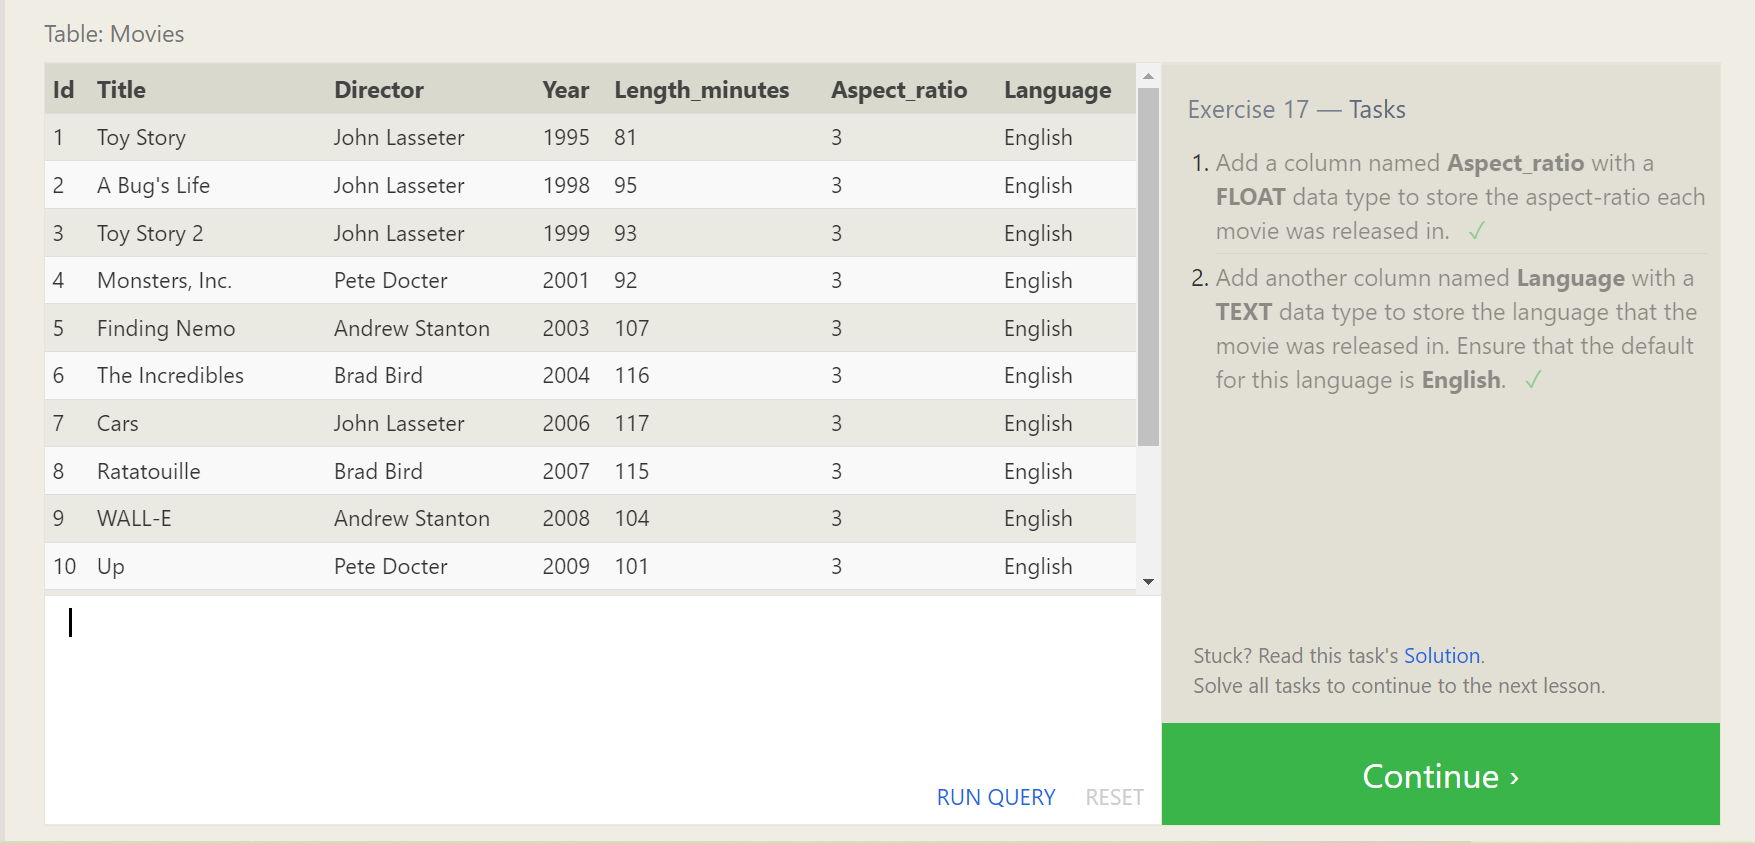 Table: Movies
Id Title Director Year Length_minutes Aspect_ratio Language
1 Toy Story John Lasseter 1995 81 3 English
2 A Bug's Life John Lasseter 1998 95 3 English
3 Toy Story 2 John Lasseter 1999 93 3 English
4 Monsters, Inc. Pete Docter 2001 92 3 English
5 Finding Nemo Andrew Stanton 2003 107 3 English
6 The Incredibles Brad Bird 2004 116 3 English
7 Cars John Lasseter 2006 117 3 English
8 Ratatouille Brad Bird 2007 115 3 English
9 WALL-E Andrew Stanton 2008 104 3 English
10 Up Pete Docter 2009 101 3 English
RUN QUERY RESET
Exercise 17 — Tasks
1. Add a column named Aspect_ratio with a
FLOAT data type to store the aspect-ratio each
movie was released in. ✓
2. Add another column named Language with a
TEXT data type to store the language that the
movie was released in. Ensure that the default
for this language is English. ✓
Stuck? Read this task's Solution.
Solve all tasks to continue to the next lesson.
Continue ›